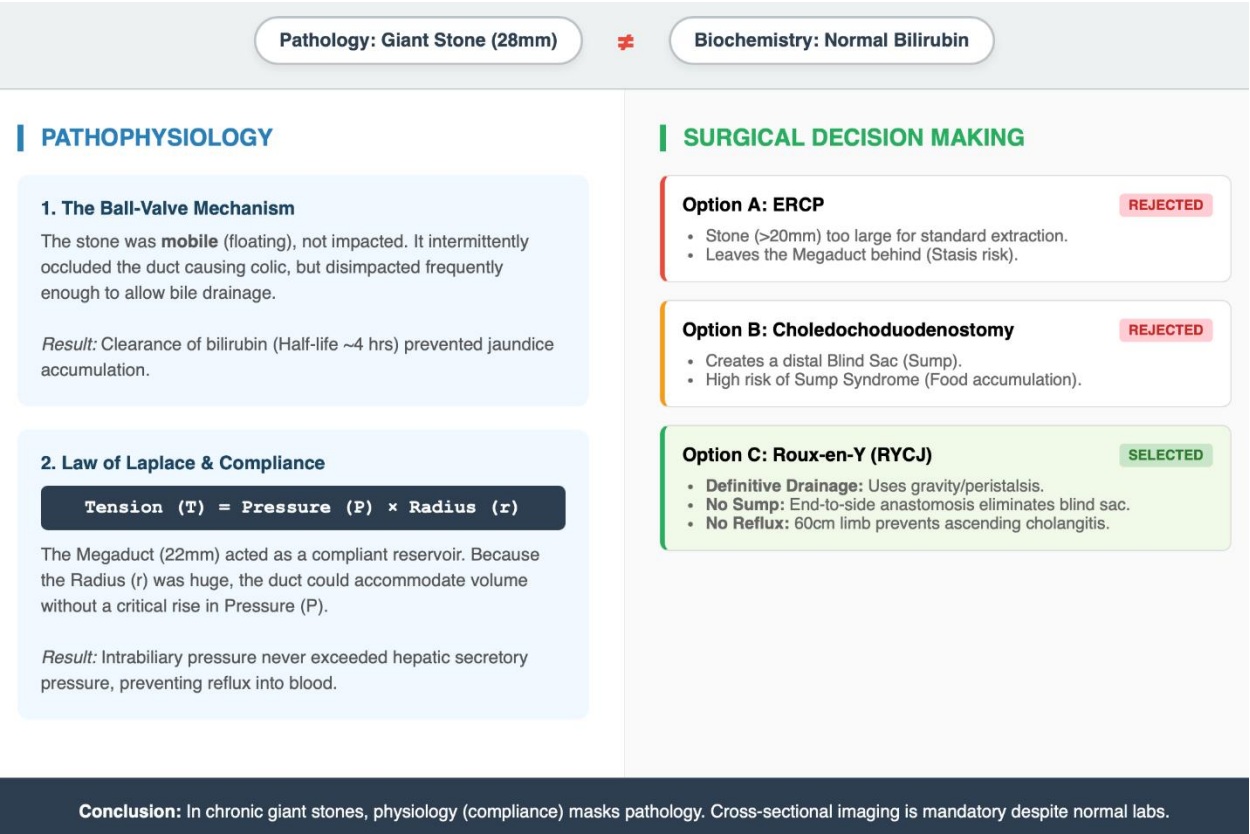 Pathology: Giant Stone (28mm) ≠ Biochemistry: Normal Bilirubin
PATHOPHYSIOLOGY
1. The Ball-Valve Mechanism
The stone was mobile (floating), not impacted. It intermittently
occluded the duct causing colic, but disimpacted frequently
enough to allow bile drainage.
Result: Clearance of bilirubin (Half-life ~4 hrs) prevented jaundice
accumulation.
2. Law of Laplace & Compliance
Tension (T) = Pressure (P) × Radius (r)
The Megaduct (22mm) acted as a compliant reservoir. Because
the Radius (r) was huge, the duct could accommodate volume
without a critical rise in Pressure (P).
Result: Intrabiliary pressure never exceeded hepatic secretory
pressure, preventing reflux into blood.
SURGICAL DECISION MAKING
Option A: ERCP REJECTED
• Stone (>20mm) too large for standard extraction.
• Leaves the Megaduct behind (Stasis risk).
Option B: Choledochoduodenostomy REJECTED
• Creates a distal Blind Sac (Sump).
• High risk of Sump Syndrome (Food accumulation).
Option C: Roux-en-Y (RYCJ) SELECTED
• Definitive Drainage: Uses gravity/peristalsis.
• No Sump: End-to-side anastomosis eliminates blind sac.
• No Reflux: 60cm limb prevents ascending cholangitis.
Conclusion: In chronic giant stones, physiology (compliance) masks pathology. Cross-sectional imaging is mandatory despite normal labs.